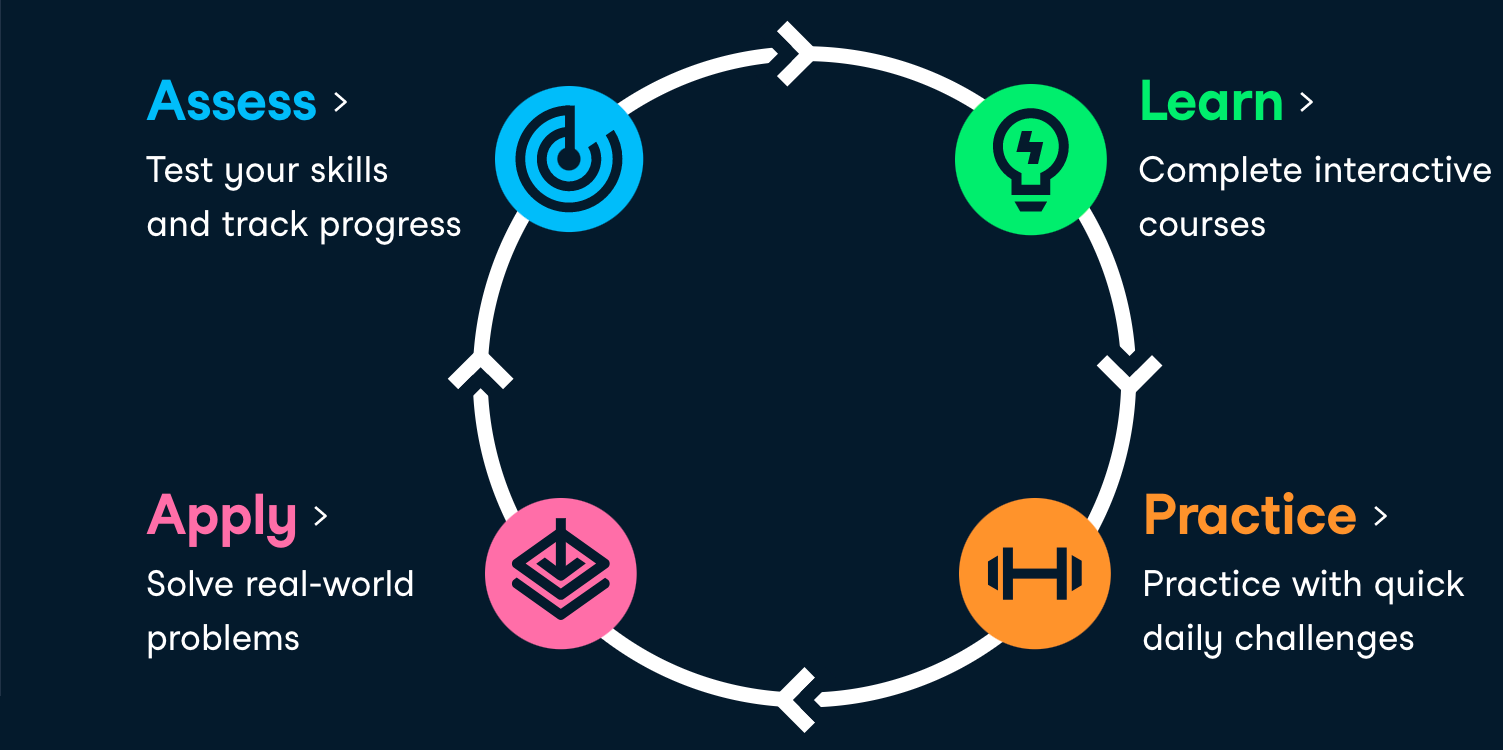 Assess >
Test your skills
and track progress
Learn >
Complete interactive
courses
Apply >
Solve real-world
problems
Practice >
Practice with quick
daily challenges